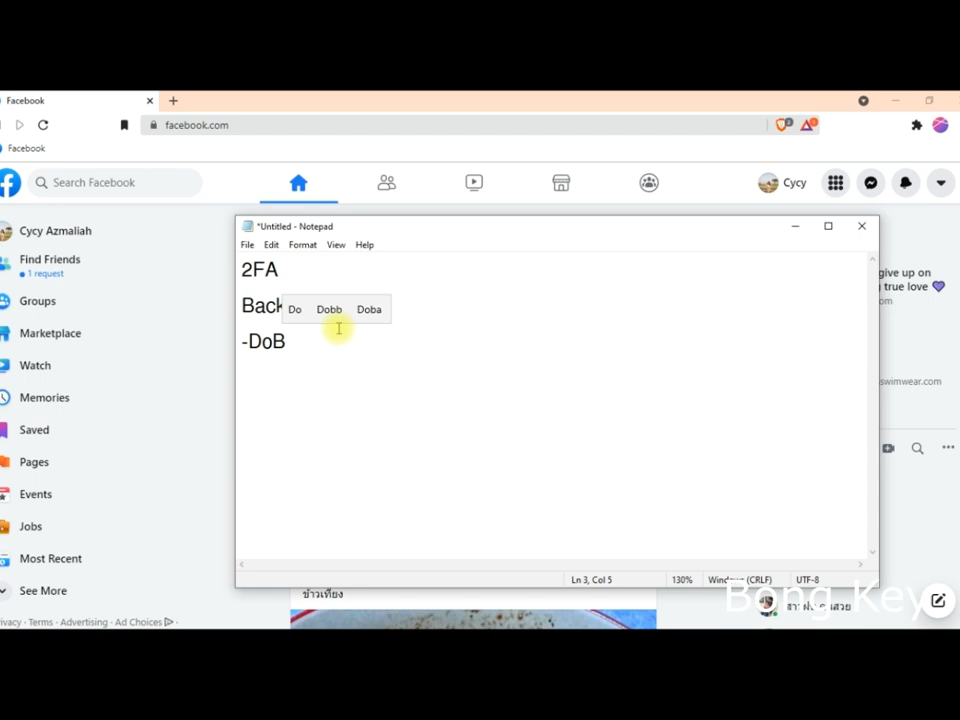 Facebook
facebook.com
Facebook
Search Facebook
Cycy
Cycy Azmaliah
Find Friends
1 request
Groups
Marketplace
Watch
Memories
Saved
Pages
Events
Jobs
Most Recent
See More
Terms · Advertising · Ad Choices
*Untitled - Notepad
File Edit Format View Help
2FA
Back
Do Dobb Doba
-DoB
Ln 3, Col 5
130%
Windows (CRLF)
UTF-8
give up on
true love 💜
swimwear.com
ข้าวเที่ยง
Bong Key